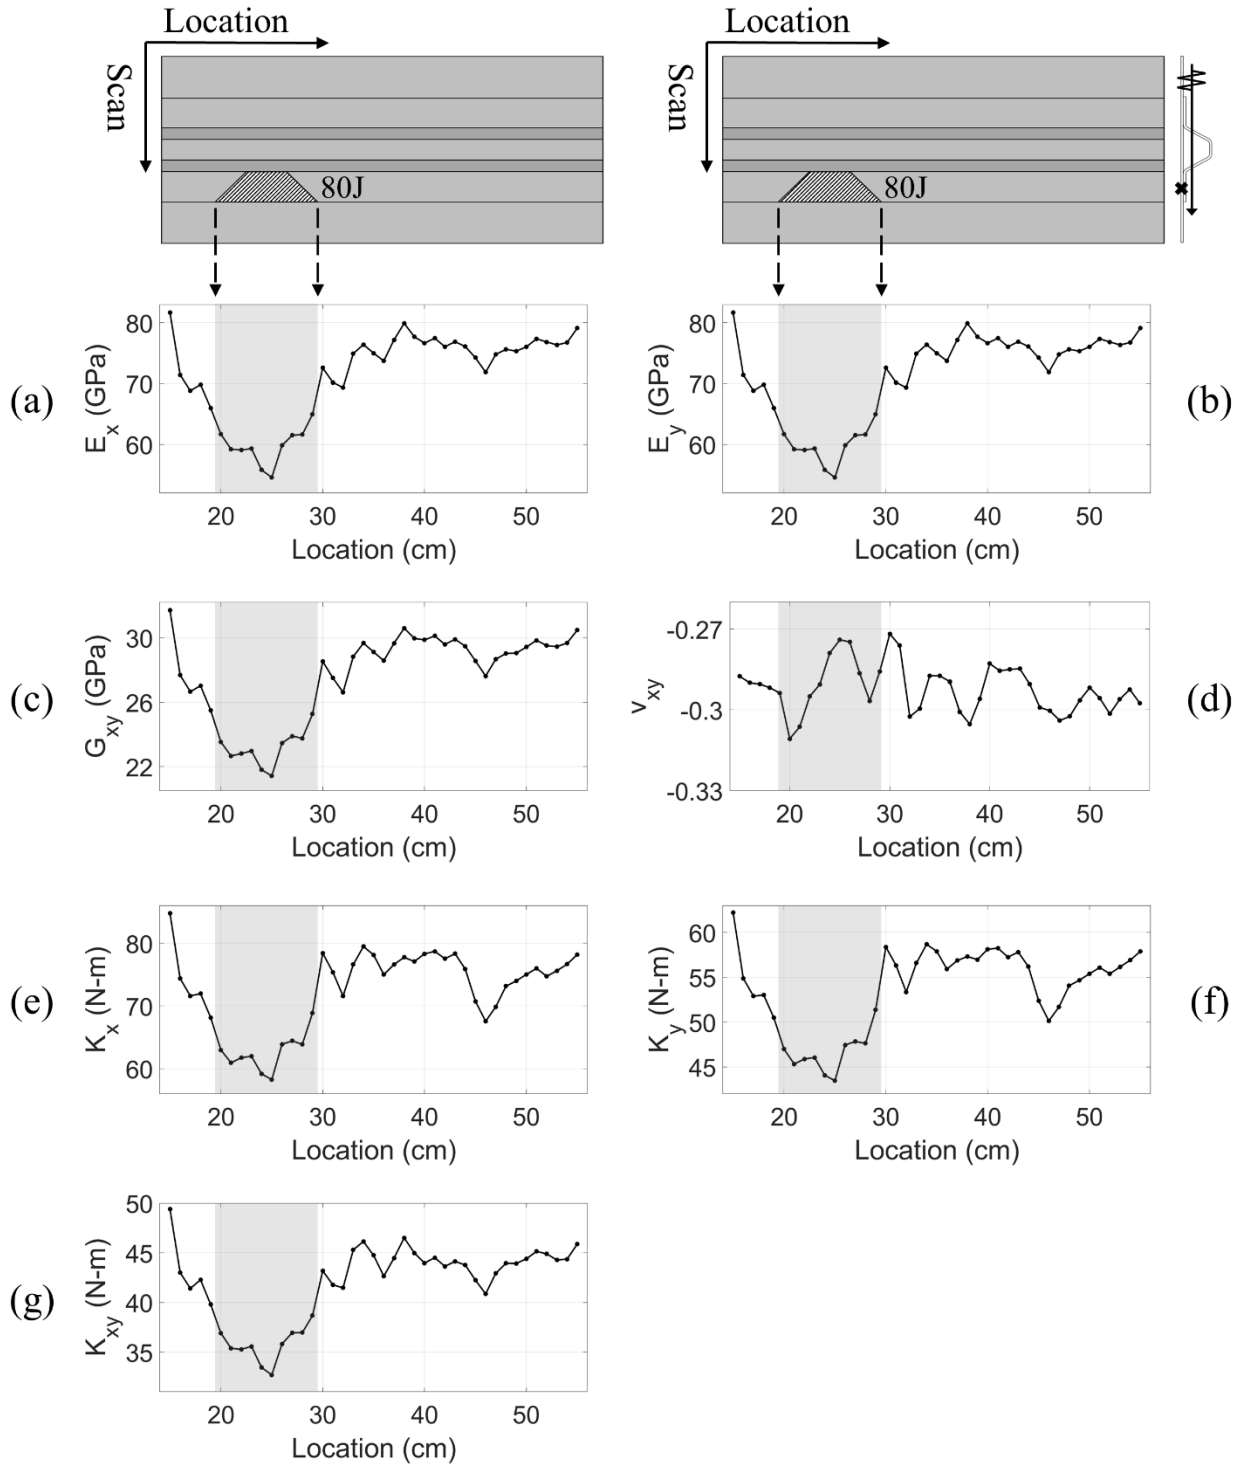 Location
Location
Scan
Scan
80J
80J
(a)
E_x (GPa)
80
70
60
20 30 40 50
Location (cm)
E_y (GPa)
80
70
60
20 30 40 50
Location (cm)
(b)
(c)
G_xy (GPa)
30
26
22
20 30 40 50
Location (cm)
v_xy
-0.27
-0.3
-0.33
20 30 40 50
Location (cm)
(d)
(e)
K_x (N-m)
80
70
60
20 30 40 50
Location (cm)
K_y (N-m)
60
55
50
45
20 30 40 50
Location (cm)
(f)
(g)
K_xy (N-m)
50
45
40
35
20 30 40 50
Location (cm)